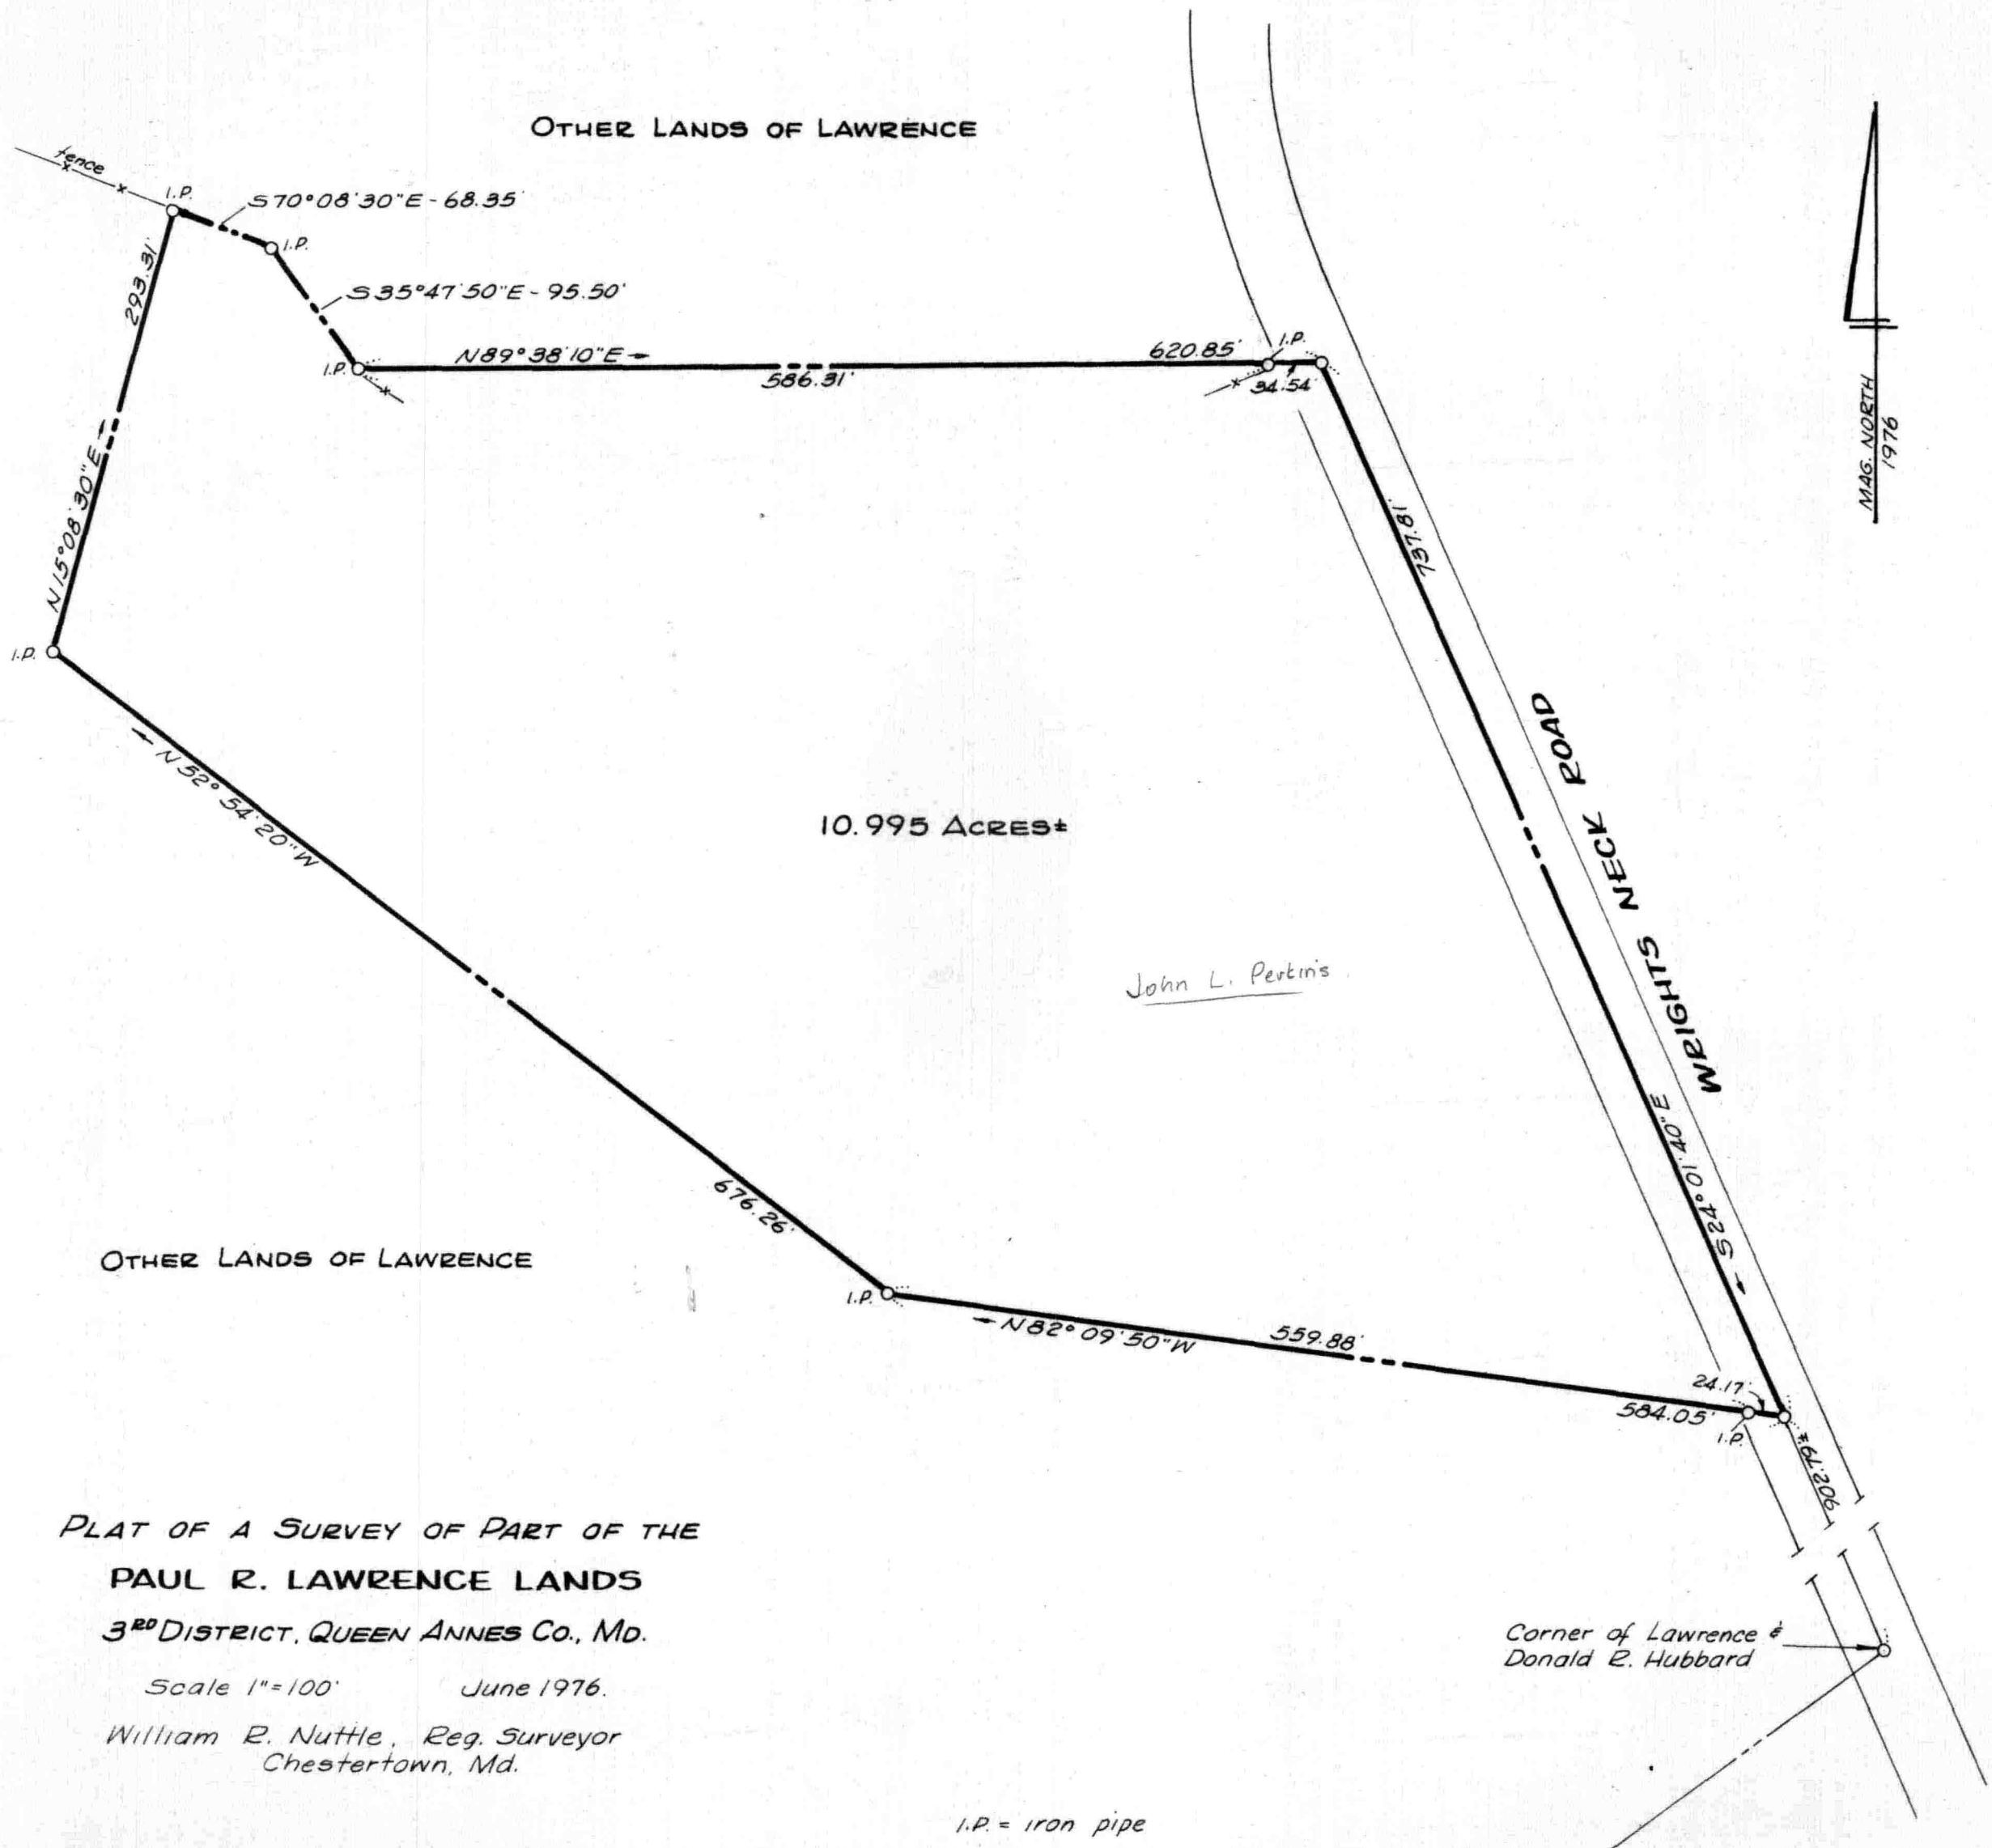 OTHER LANDS OF LAWRENCE
fence
I.P.
S70°08'30"E - 68.35'
I.P.
293.31'
S35°47'50"E - 95.50'
I.P.
N89°38'10"E
586.31'
620.85'
I.P.
34.54'
MAG. NORTH
1976
N15°08'30"E
737.81'
I.P.
WRIGHTS NECK ROAD
N52°54'20"W
10.995 ACRES±
John L. Perkins
S24°01'40"E
676.26'
OTHER LANDS OF LAWRENCE
I.P.
N82°09'50"W
559.88'
24.17'
584.05'
I.P.
902.79'±
PLAT OF A SURVEY OF PART OF THE
PAUL R. LAWRENCE LANDS
3RD DISTRICT, QUEEN ANNES CO., MD.
Scale 1"=100' June 1976.
William R. Nuttle, Reg. Surveyor
Chestertown, Md.
Corner of Lawrence &
Donald R. Hubbard
I.P. = iron pipe